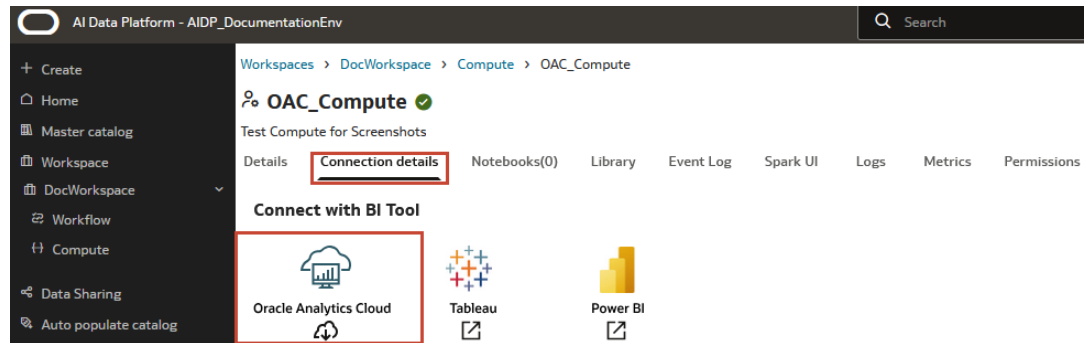 AI Data Platform - AIDP_DocumentationEnv
Search
+ Create
Home
Master catalog
Workspace
DocWorkspace
Workflow
Compute
Data Sharing
Auto populate catalog
Workspaces > DocWorkspace > Compute > OAC_Compute
OAC_Compute
Test Compute for Screenshots
Details Connection details Notebooks(0) Library Event Log Spark UI Logs Metrics Permissions
Connect with BI Tool
Oracle Analytics Cloud Tableau Power BI